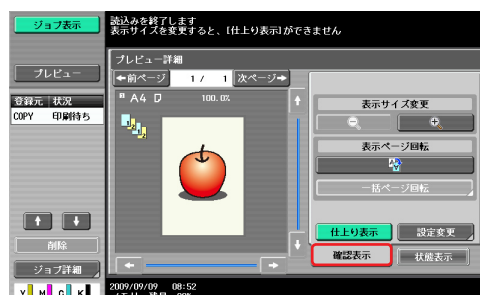 ジョブ表示
読込みを終了します
表示サイズを変更すると、[仕上り表示]ができ
ません
プレビュー
プレビュー詳細
←前ページ 1 / 1 次ページ→
登録元 状況
COPY 印刷待ち
A4 100.0%
表示サイズ変更
表示ページ回転
一括ページ回転
↑ ↓
削除
仕上り表示 設定変更
確認表示 状態表示
ジョブ詳細
← →
Y M C K
2009/09/09 08:52